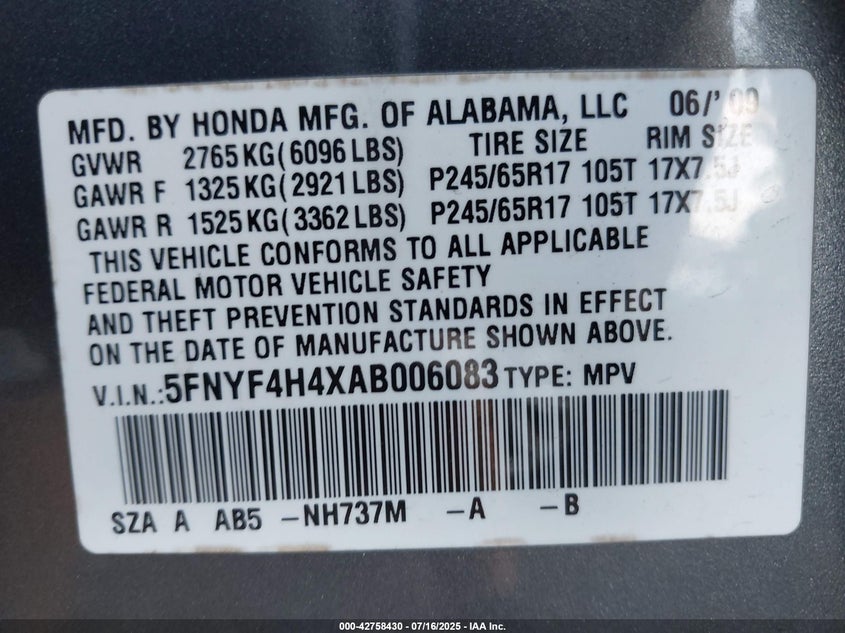 MFD. BY HONDA MFG. OF ALABAMA, LLC 06/'09
GVWR 2765KG(6096LBS) TIRE SIZE RIM SIZE
GAWR F 1325KG(2921LBS) P245/65R17 105T 17X7.5J
GAWR R 1525KG(3362LBS) P245/65R17 105T 17X7.5J
THIS VEHICLE CONFORMS TO ALL APPLICABLE
FEDERAL MOTOR VEHICLE SAFETY
AND THEFT PREVENTION STANDARDS IN EFFECT
ON THE DATE OF MANUFACTURE SHOWN ABOVE.
V.I.N.:5FNYF4H4XAB006083 TYPE: MPV
SZA A AB5 -NH737M -A -B
000-42758430 - 07/16/2025 - IAA Inc.